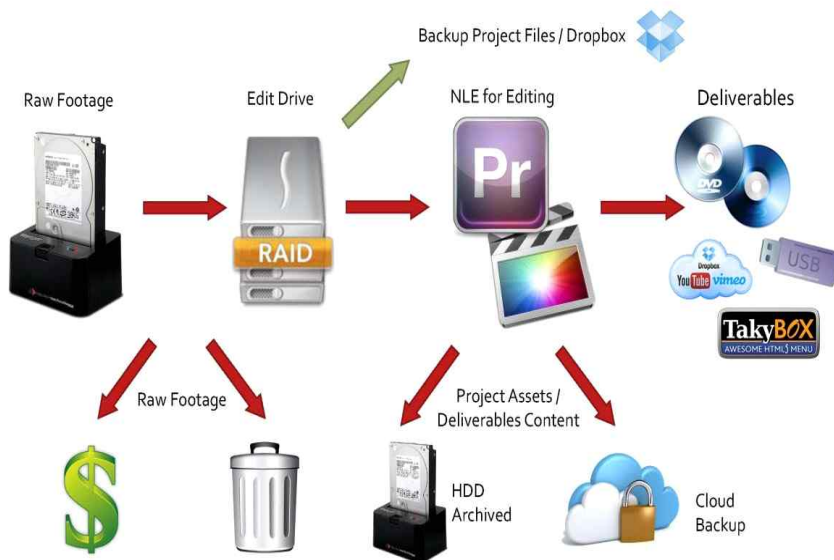 Backup Project Files / Dropbox
Raw Footage
Edit Drive
NLE for Editing
Deliverables
Pr
DVD
RAID
Dropbox
YouTube vimeo
USB
TakyBOX
AWESOME HTML5 MENU
Raw Footage
Project Assets /
Deliverables Content
HDD
Archived
Cloud
Backup